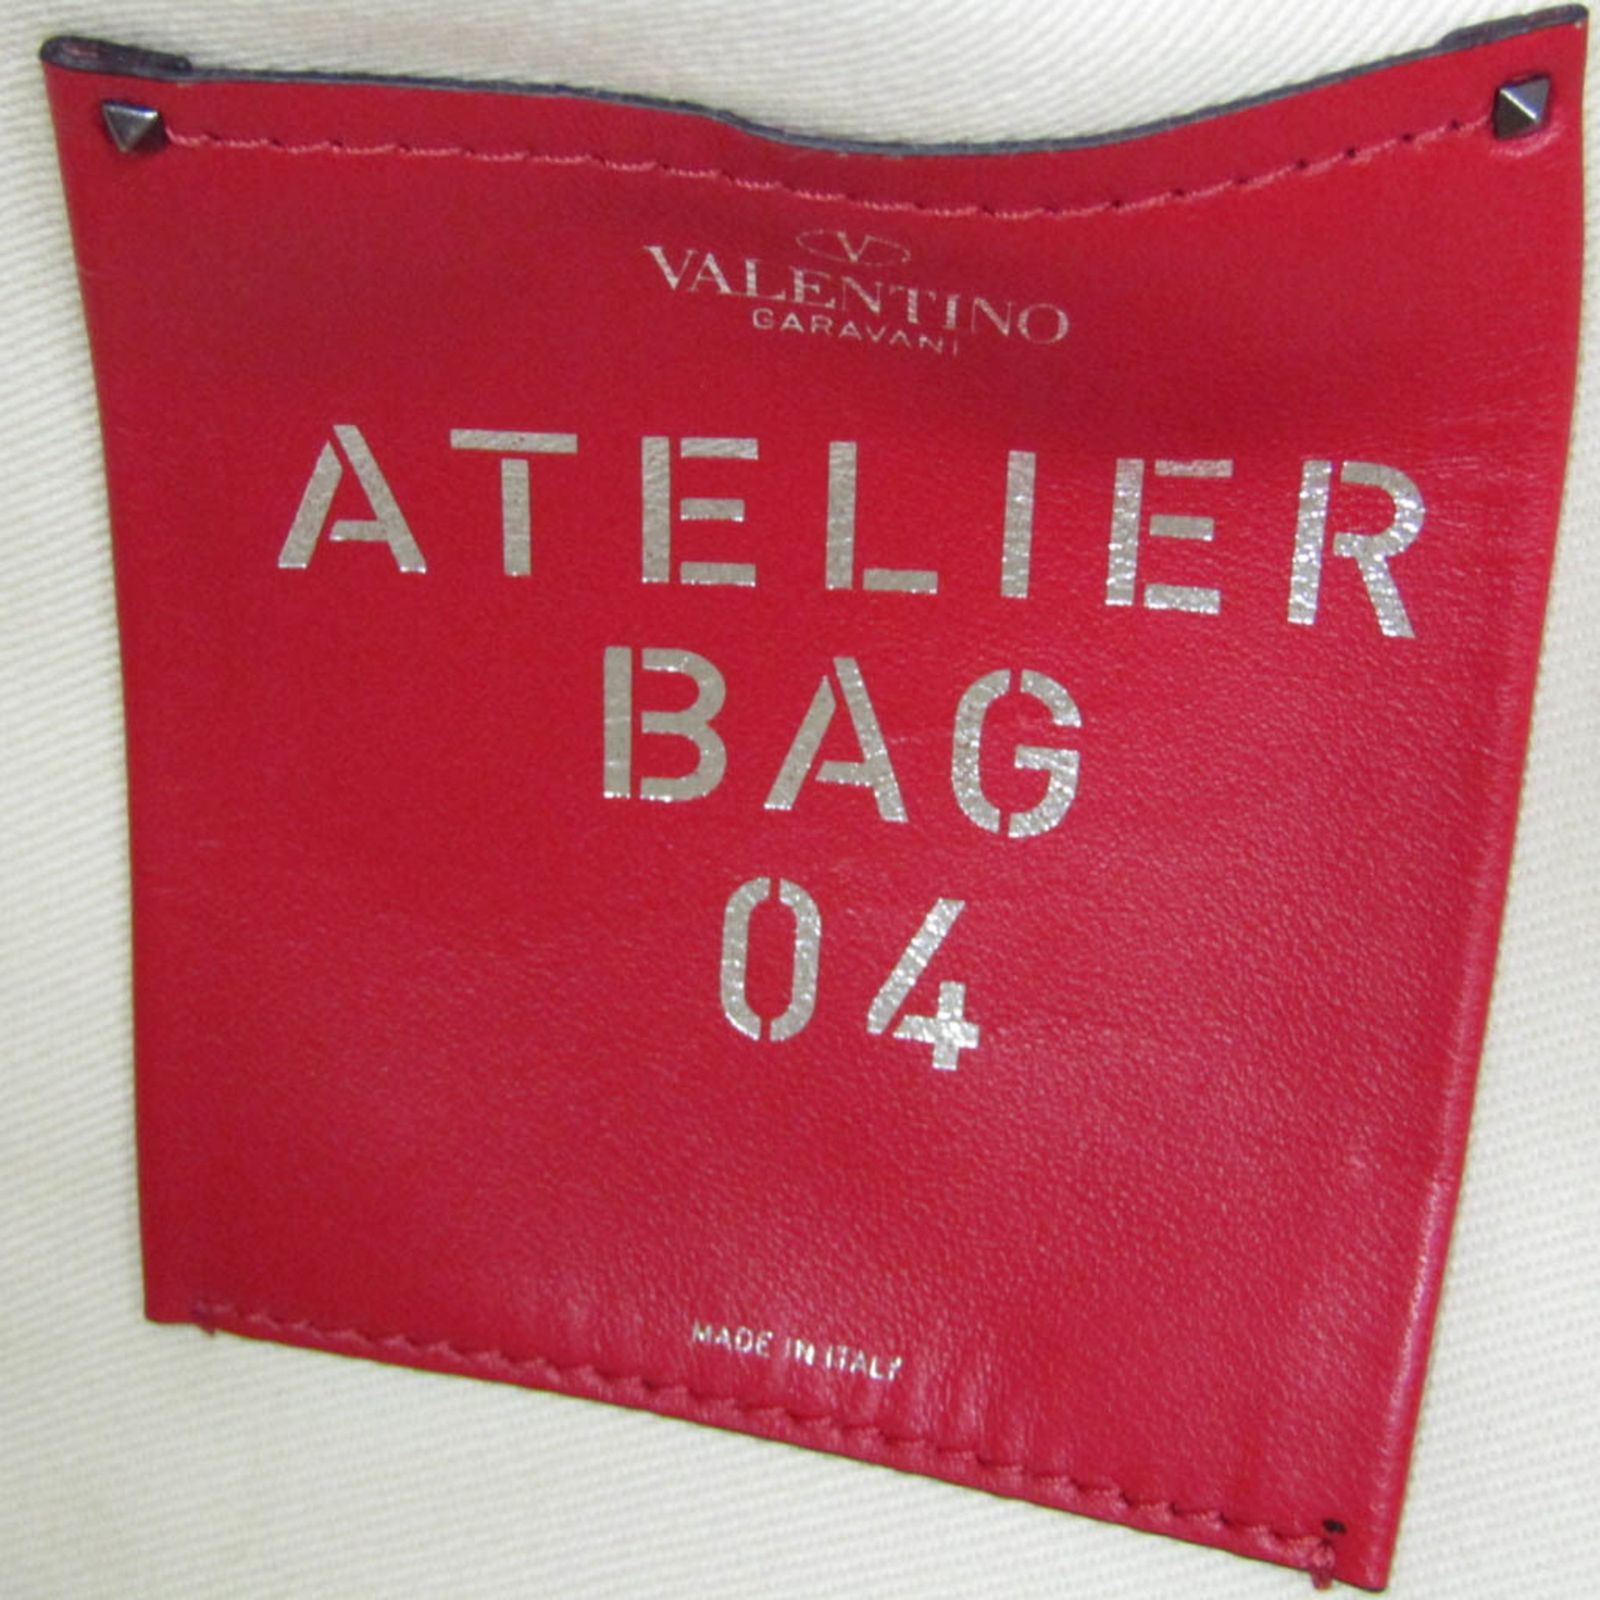 V
VALENTINO
GARAVANI
ATELIER
BAG
04
MADE IN ITALY